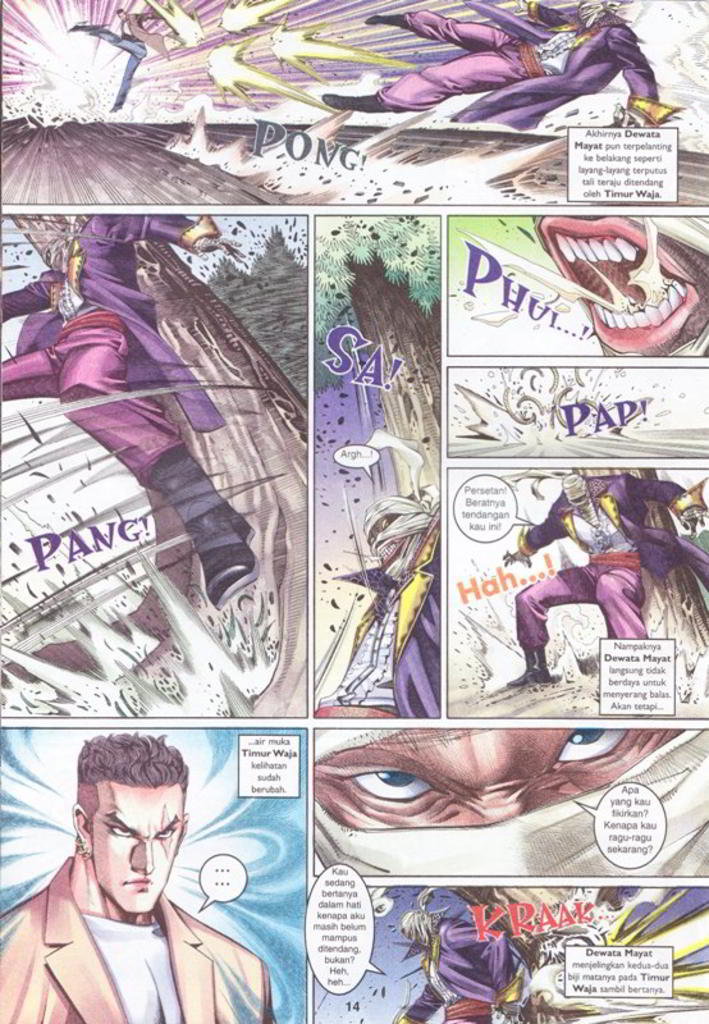 PONG!
Akhirnya Dewata
Mayat pun terpelanting
ke belakang seperti
layang-layang terputus
tali teraju ditendang
oleh Timur Waja.
PANG!
SA!
Argh...!
PHUI...!
PAP!
Persetan!
Beratnya
tendangan
kau ini!
Hah...!
Nampaknya
Dewata Mayat
langsung tidak
berdaya untuk
menyerang balas.
Akan tetapi...
...air muka
Timur Waja
kelihatan
sudah
berubah.
...
...
Apa
yang kau
fikirkan?
Kenapa kau
ragu-ragu
sekarang?
Kau
sedang
bertanya
dalam hati
kenapa aku
masih belum
mampus
ditendang,
bukan?
Heh,
heh...
KRAAK
Dewata Mayat
menjelingkan kedua-dua
biji matanya pada Timur
Waja sambil bertanya.
14